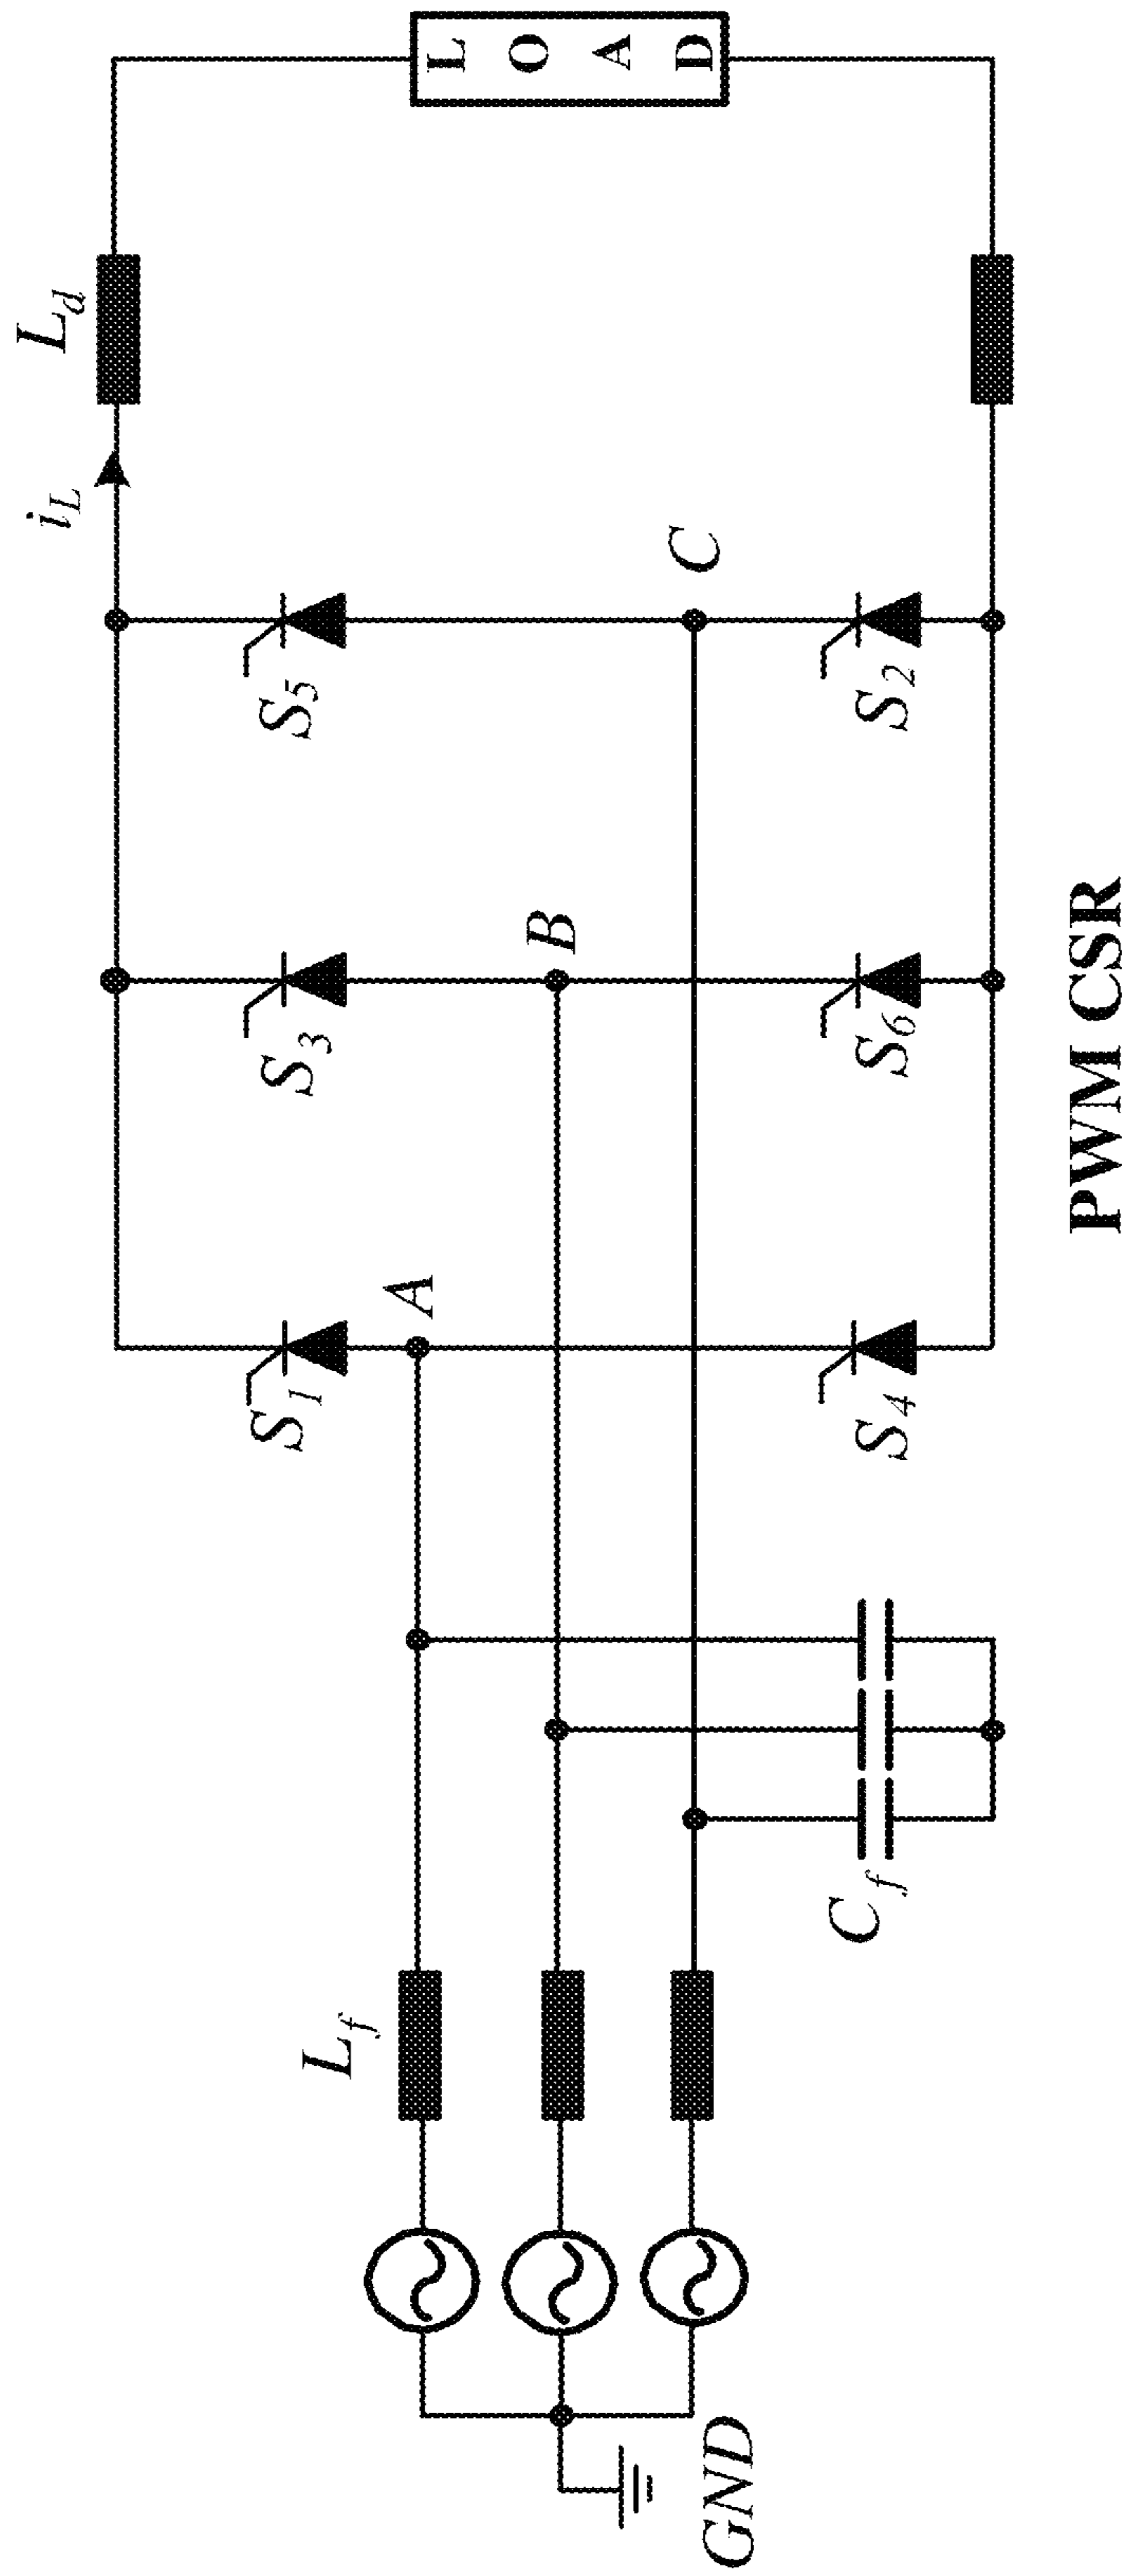 L_d
i_L
L
O
A
D
S_1
S_3
S_5
A
B
C
L_f
S_4
S_6
S_2
C_f
GND
PWM CSR